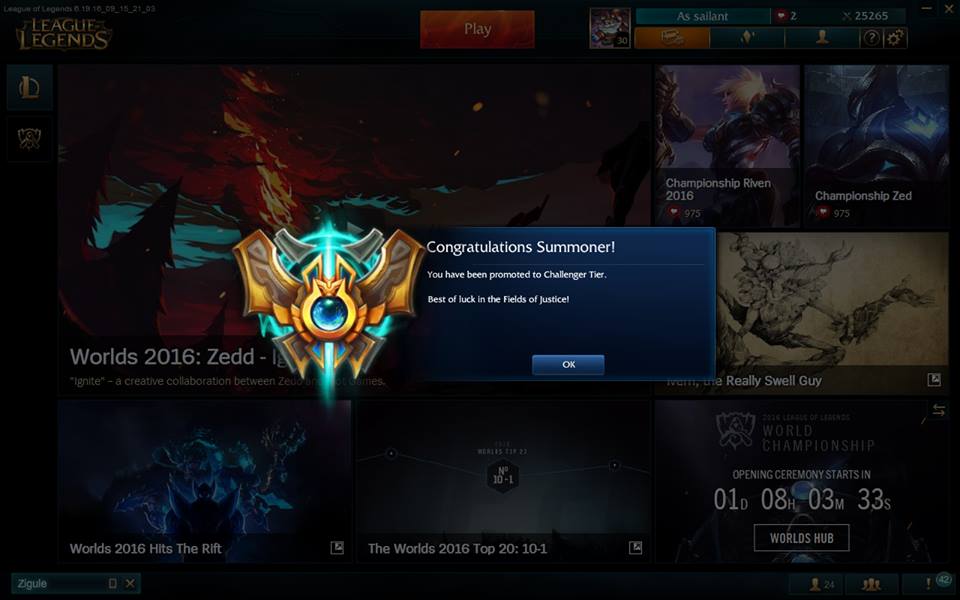 League of Legends 6.19.16_09_15_21_03
LEAGUE
OF
LEGENDS
Play
30
As sailant
2
25265
?
Championship Riven
2016
975
Championship Zed
975
Congratulations Summoner!
You have been promoted to Challenger Tier.
Best of luck in the Fields of Justice!
OK
Worlds 2016: Zedd - Ig
"Ignite" – a creative collaboration between Zedd and
ot Games.
Ivern, the Really Swell Guy
Worlds 2016 Hits The Rift
2016
WORLDS TOP 20
Nº
10-1
The Worlds 2016 Top 20: 10-1
2016 LEAGUE OF LEGENDS
WORLD
CHAMPIONSHIP
OPENING CEREMONY STARTS IN
01D 08H 03M 33S
WORLDS HUB
Zigule
24
!
(42)